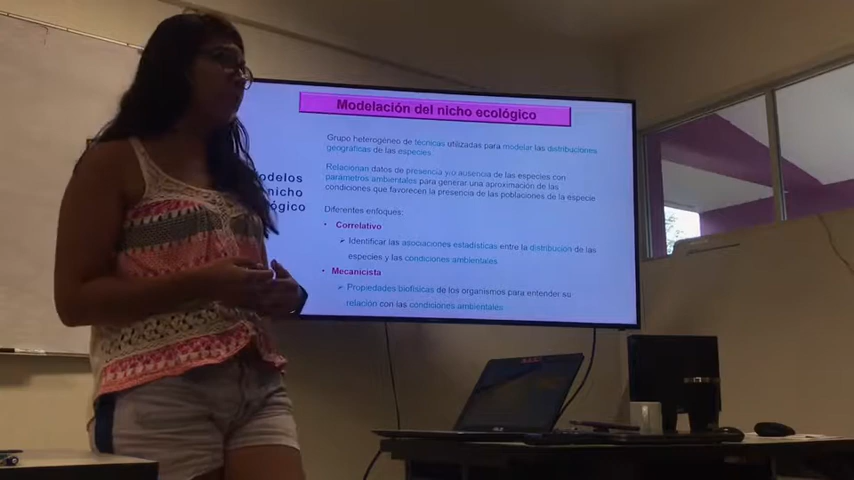 Modelación del nicho ecológico
Grupo heterogéneo de técnicas utilizadas para modelar las distribuciones
geográficas de las especies.
Relacionan datos de presencia y/o ausencia de las especies con
parámetros ambientales para generar una aproximación de las
condiciones que favorecen la presencia de las poblaciones de la especie
odelos
nicho
ógico
Diferentes enfoques:
• Correlativo
➢ Identificar las asociaciones estadísticas entre la distribución de las
especies y las condiciones ambientales.
• Mecanicista
➢ Propiedades biofísicas de los organismos para entender su
relación con las condiciones ambientales